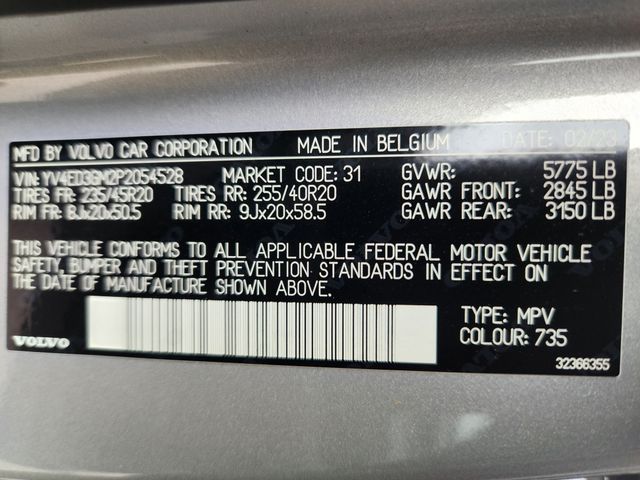 MFD BY VOLVO CAR CORPORATION MADE IN BELGIUM DATE: 02/23
VIN: YV4ED3GM2P2054528 MARKET CODE: 31 GVWR: 5775 LB
TIRES FR: 235/45R20 TIRES RR: 255/40R20 GAWR FRONT: 2845 LB
RIM FR: 8Jx20x50.5 RIM RR: 9Jx20x58.5 GAWR REAR: 3150 LB
THIS VEHICLE CONFORMS TO ALL APPLICABLE FEDERAL MOTOR VEHICLE
SAFETY, BUMPER AND THEFT PREVENTION STANDARDS IN EFFECT ON
THE DATE OF MANUFACTURE SHOWN ABOVE.
TYPE: MPV
COLOUR: 735
VOLVO
32366355